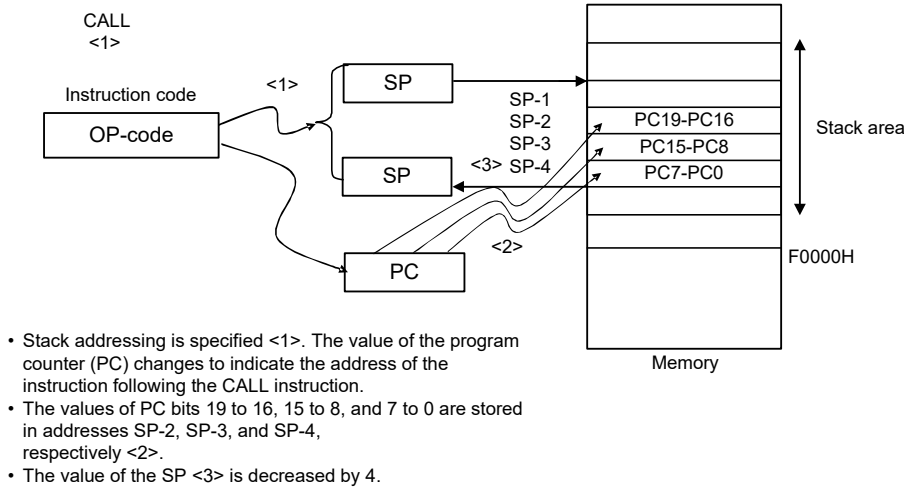 CALL
<1>
<1>
Instruction code
OP-code
SP
SP
PC
SP-1
SP-2
SP-3
<3> SP-4
<2>
PC19-PC16
PC15-PC8
PC7-PC0
Stack area
F0000H
Memory
• Stack addressing is specified <1>. The value of the program
counter (PC) changes to indicate the address of the
instruction following the CALL instruction.
• The values of PC bits 19 to 16, 15 to 8, and 7 to 0 are stored
in addresses SP-2, SP-3, and SP-4,
respectively <2>.
• The value of the SP <3> is decreased by 4.